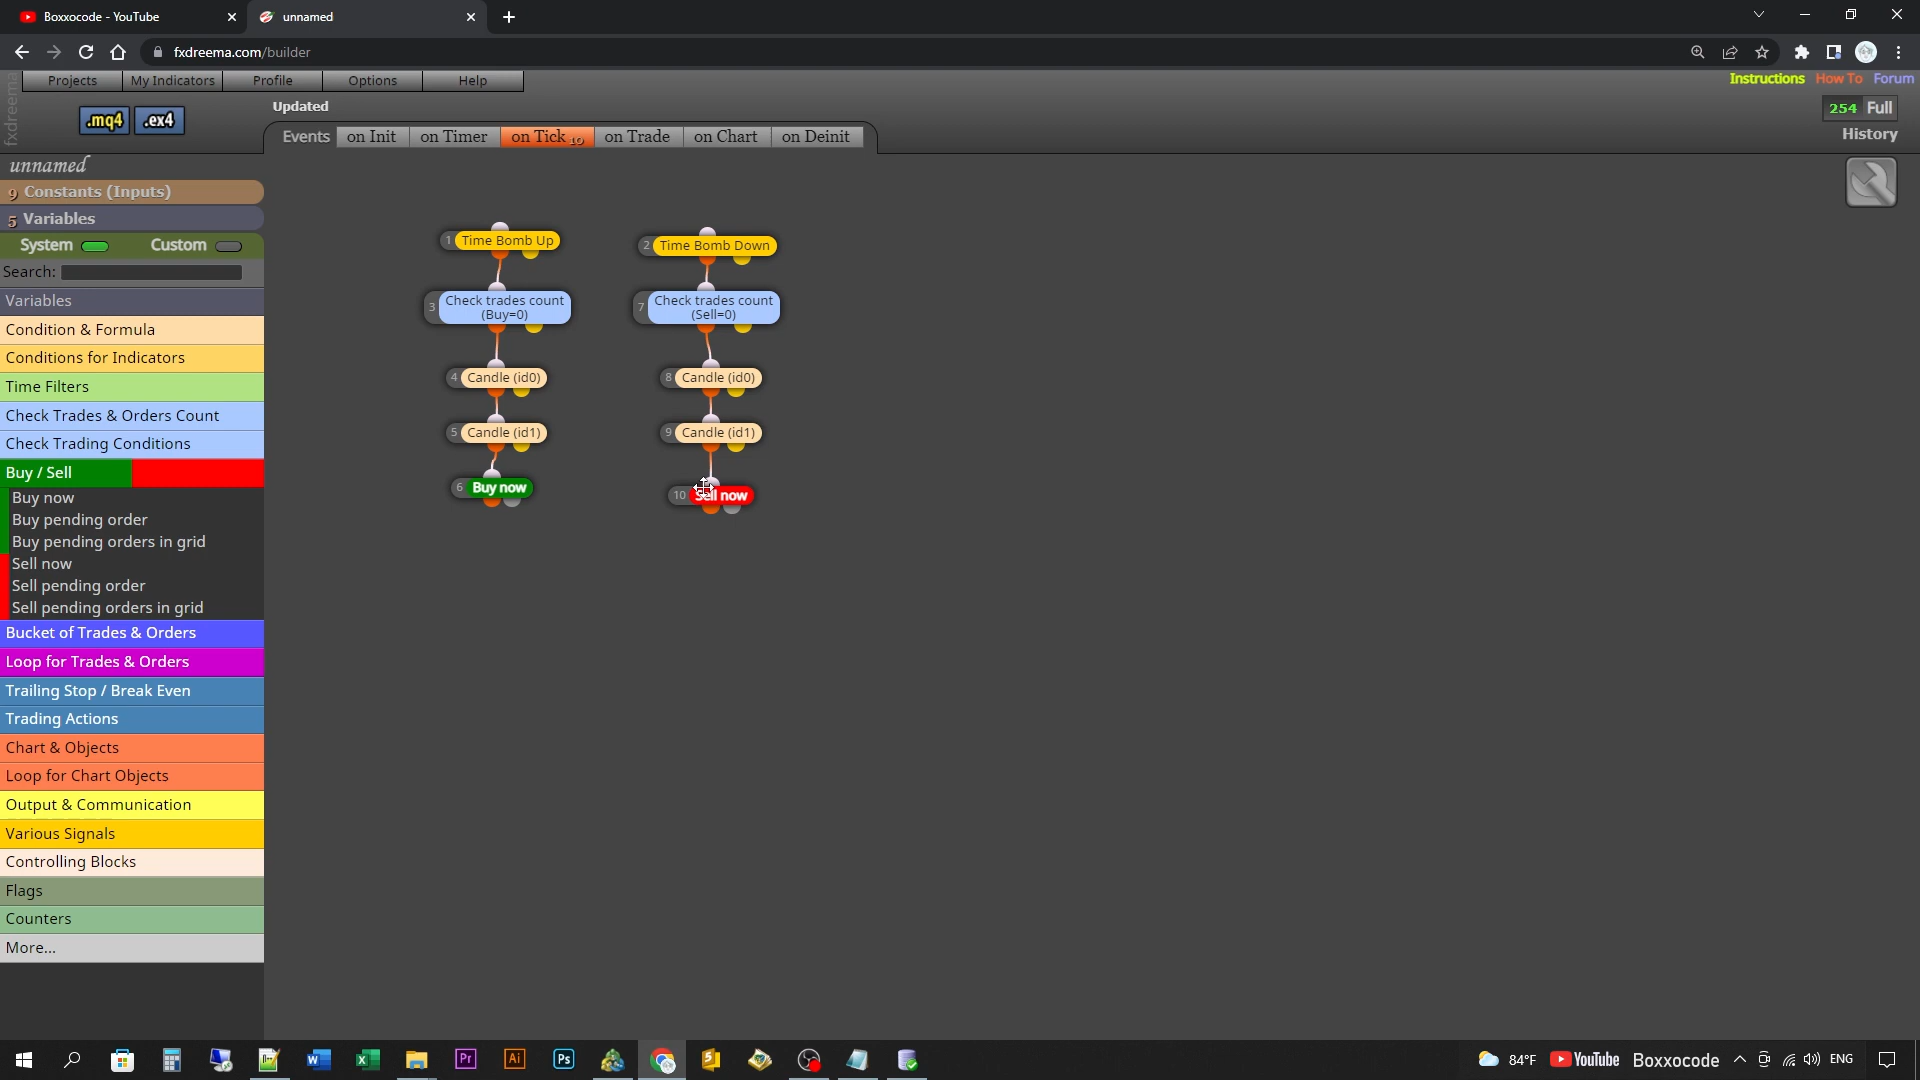 Boxxocode - YouTube
unnamed
fxdreema.com/builder
fxdreema
Projects
My Indicators
Profile
Options
Help
Instructions
How To
Forum
.mq4
.ex4
Updated
254 Full
History
Events
on Init
on Timer
on Tick 10
on Trade
on Chart
on Deinit
unnamed
9 Constants (Inputs)
5 Variables
System
Custom
Search:
Variables
Condition & Formula
Conditions for Indicators
Time Filters
Check Trades & Orders Count
Check Trading Conditions
Buy / Sell
Buy now
Buy pending order
Buy pending orders in grid
Sell now
Sell pending order
Sell pending orders in grid
Bucket of Trades & Orders
Loop for Trades & Orders
Trailing Stop / Break Even
Trading Actions
Chart & Objects
Loop for Chart Objects
Output & Communication
Various Signals
Controlling Blocks
Flags
Counters
More...
1 Time Bomb Up
3 Check trades count
(Buy=0)
4 Candle (id0)
5 Candle (id1)
6 Buy now
2 Time Bomb Down
7 Check trades count
(Sell=0)
8 Candle (id0)
9 Candle (id1)
10 Sell now
W
X
Pr
Ai
Ps
5
84°F
YouTube
Boxxocode
ENG